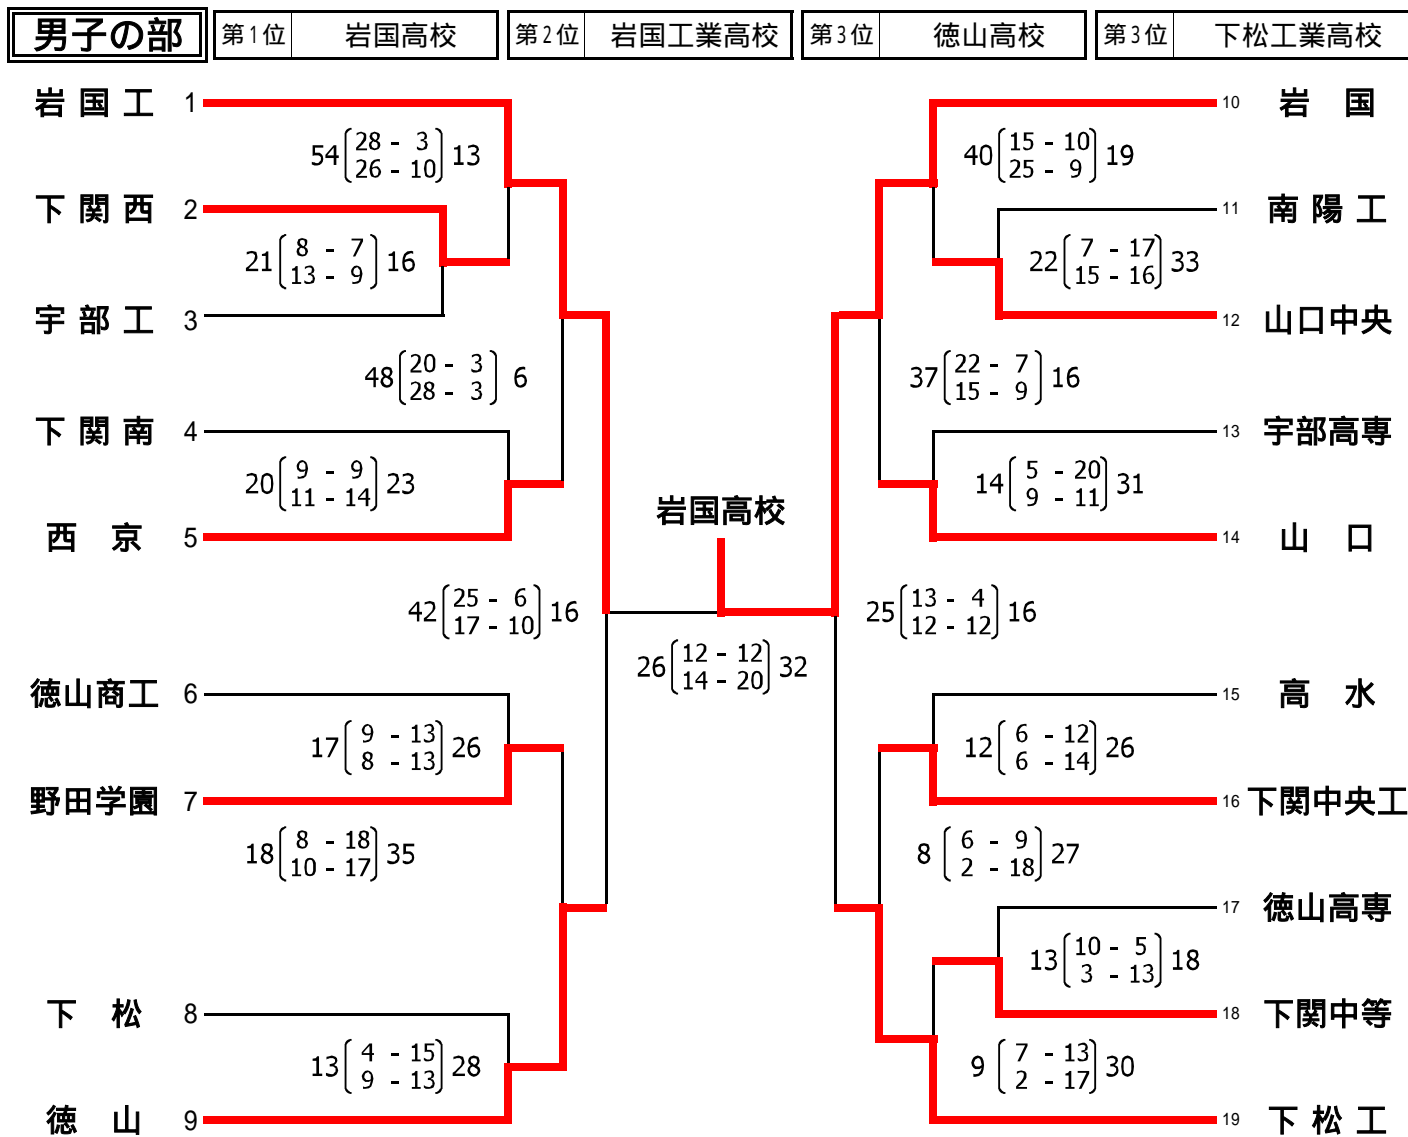 男子の部 第1位 岩国高校 第2位 岩国工業高校 第3位 徳山高校 第3位 下松工業高校
岩国工 1
54 28 - 3 13
26 - 10
下関西 2
21 8 - 7 16
13 - 9
宇部工 3
48 20 - 3 6
28 - 3
下関南 4
20 9 - 9 23
11 - 14
西京 5
42 25 - 6 16
17 - 10
徳山商工 6
17 9 - 13 26
8 - 13
野田学園 7
18 8 - 18 35
10 - 17
下松 8
13 4 - 15 28
9 - 13
徳山 9
岩国高校
26 12 - 12 32
14 - 20
10 岩国
40 15 - 10 19
25 - 9
11 南陽工
22 7 - 17 33
15 - 16
12 山口中央
37 22 - 7 16
15 - 9
13 宇部高専
14 5 - 20 31
9 - 11
14 山口
25 13 - 4 16
12 - 12
15 高水
12 6 - 12 26
6 - 14
16 下関中央工
8 6 - 9 27
2 - 18
17 徳山高専
13 10 - 5 18
3 - 13
18 下関中等
9 7 - 13 30
2 - 17
19 下松工